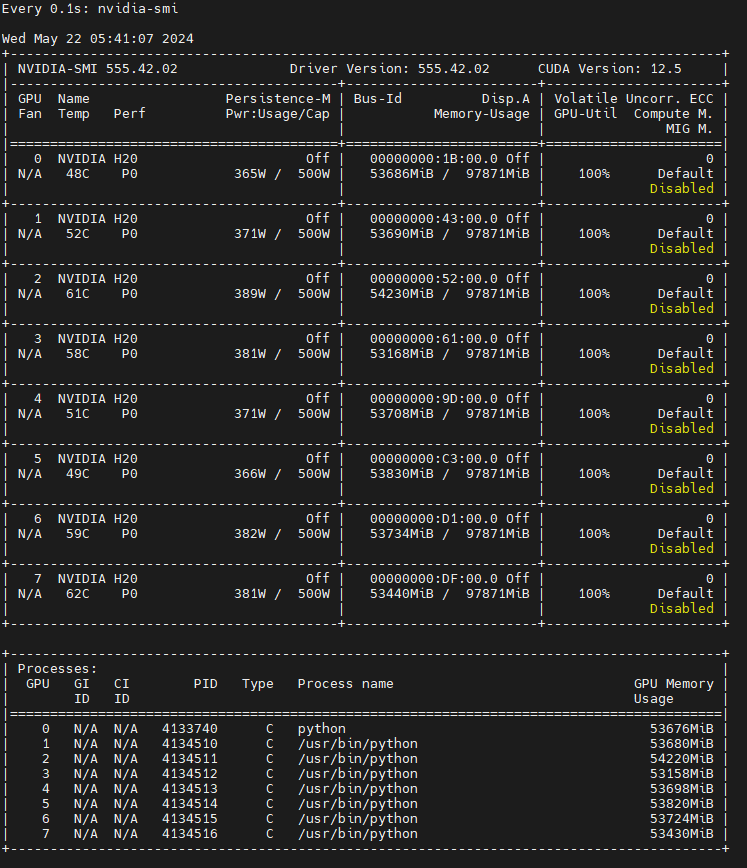 Every 0.1s: nvidia-smi
Wed May 22 05:41:07 2024
+-----------------------------------------------------------------------------------------+
| NVIDIA-SMI 555.42.02              Driver Version: 555.42.02      CUDA Version: 12.5     |
|-----------------------------------------+------------------------+----------------------+
| GPU  Name                 Persistence-M | Bus-Id          Disp.A | Volatile Uncorr. ECC |
| Fan  Temp   Perf          Pwr:Usage/Cap |           Memory-Usage | GPU-Util  Compute M. |
|                                         |                        |               MIG M. |
|=========================================+========================+======================|
|   0  NVIDIA H20                     Off |   00000000:1B:00.0 Off |                    0 |
| N/A   48C    P0            365W /  500W |   53686MiB /  97871MiB |    100%      Default |
|                                         |                        |             Disabled |
+-----------------------------------------+------------------------+----------------------+
|   1  NVIDIA H20                     Off |   00000000:43:00.0 Off |                    0 |
| N/A   52C    P0            371W /  500W |   53690MiB /  97871MiB |    100%      Default |
|                                         |                        |             Disabled |
+-----------------------------------------+------------------------+----------------------+
|   2  NVIDIA H20                     Off |   00000000:52:00.0 Off |                    0 |
| N/A   61C    P0            389W /  500W |   54230MiB /  97871MiB |    100%      Default |
|                                         |                        |             Disabled |
+-----------------------------------------+------------------------+----------------------+
|   3  NVIDIA H20                     Off |   00000000:61:00.0 Off |                    0 |
| N/A   58C    P0            381W /  500W |   53168MiB /  97871MiB |    100%      Default |
|                                         |                        |             Disabled |
+-----------------------------------------+------------------------+----------------------+
|   4  NVIDIA H20                     Off |   00000000:9D:00.0 Off |                    0 |
| N/A   51C    P0            371W /  500W |   53708MiB /  97871MiB |    100%      Default |
|                                         |                        |             Disabled |
+-----------------------------------------+------------------------+----------------------+
|   5  NVIDIA H20                     Off |   00000000:C3:00.0 Off |                    0 |
| N/A   49C    P0            366W /  500W |   53830MiB /  97871MiB |    100%      Default |
|                                         |                        |             Disabled |
+-----------------------------------------+------------------------+----------------------+
|   6  NVIDIA H20                     Off |   00000000:D1:00.0 Off |                    0 |
| N/A   59C    P0            382W /  500W |   53734MiB /  97871MiB |    100%      Default |
|                                         |                        |             Disabled |
+-----------------------------------------+------------------------+----------------------+
|   7  NVIDIA H20                     Off |   00000000:DF:00.0 Off |                    0 |
| N/A   62C    P0            381W /  500W |   53440MiB /  97871MiB |    100%      Default |
|                                         |                        |             Disabled |
+-----------------------------------------+------------------------+----------------------+
+-----------------------------------------------------------------------------------------+
| Processes:                                                                              |
|  GPU   GI   CI        PID   Type   Process name                              GPU Memory |
|        ID   ID                                                               Usage      |
|=========================================================================================|
|    0   N/A  N/A   4133740      C   python                                      53676MiB |
|    1   N/A  N/A   4134510      C   /usr/bin/python                             53680MiB |
|    2   N/A  N/A   4134511      C   /usr/bin/python                             54220MiB |
|    3   N/A  N/A   4134512      C   /usr/bin/python                             53158MiB |
|    4   N/A  N/A   4134513      C   /usr/bin/python                             53698MiB |
|    5   N/A  N/A   4134514      C   /usr/bin/python                             53820MiB |
|    6   N/A  N/A   4134515      C   /usr/bin/python                             53724MiB |
|    7   N/A  N/A   4134516      C   /usr/bin/python                             53430MiB |
+-----------------------------------------------------------------------------------------+